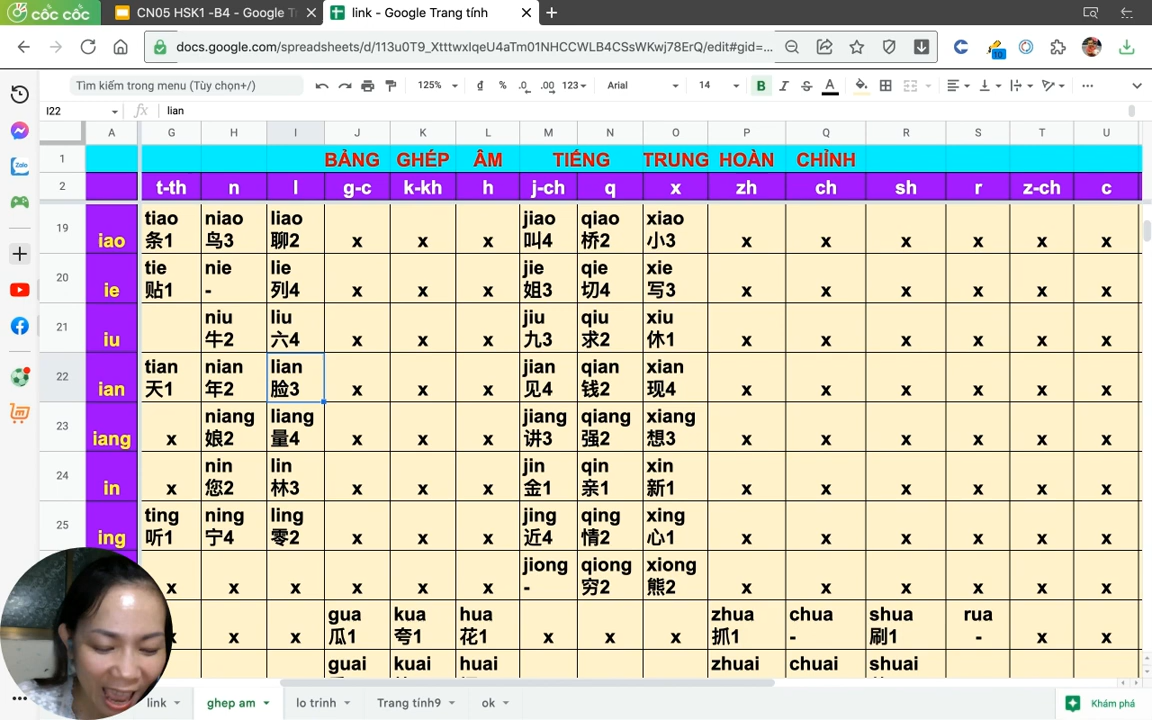 cốc cốc
CN05 HSK1 -B4 - Google T
link - Google Trang tính
docs.google.com/spreadsheets/d/113u0T9_XtttwxIqeU4aTm01NHCCWLB4CSsWKwj78ErQ/edit#gid=...
10
Tìm kiếm trong menu (Tùy chọn+/)
125%
đ
%
.0
.00
123
Arial
14
B
I
S
A
I22
fx
lian
A G H I J K L M N O P Q R S T U
1 BẢNG GHÉP ÂM TIẾNG TRUNG HOÀN CHỈNH
2 t-th n l g-c k-kh h j-ch q x zh ch sh r z-ch c
tiao niao liao jiao qiao xiao
19 iao 条1 鸟3 聊2 x x x 叫4 桥2 小3 x x x x x x
tie nie lie jie qie xie
20 ie 贴1 - 列4 x x x 姐3 切4 写3 x x x x x x
niu liu jiu qiu xiu
21 iu 牛2 六4 x x x 九3 求2 休1 x x x x x x
tian nian lian jian qian xian
22 ian 天1 年2 脸3 x x x 见4 钱2 现4 x x x x x x
niang liang jiang qiang xiang
23 iang x 娘2 量4 x x x 讲3 强2 想3 x x x x x x
nin lin jin qin xin
24 in x 您2 林3 x x x 金1 亲1 新1 x x x x x x
ting ning ling jing qing xing
25 ing 听1 宁4 零2 x x x 近4 情2 心1 x x x x x x
jiong qiong xiong
x x x x x x - 穷2 熊2 x x x x x x
gua kua hua zhua chua shua rua
x x x 瓜1 夸1 花1 x x x 抓1 - 刷1 - x x
guai kuai huai zhuai chuai shuai
link
ghep am
lo trinh
Trang tính9
ok
Khám phá